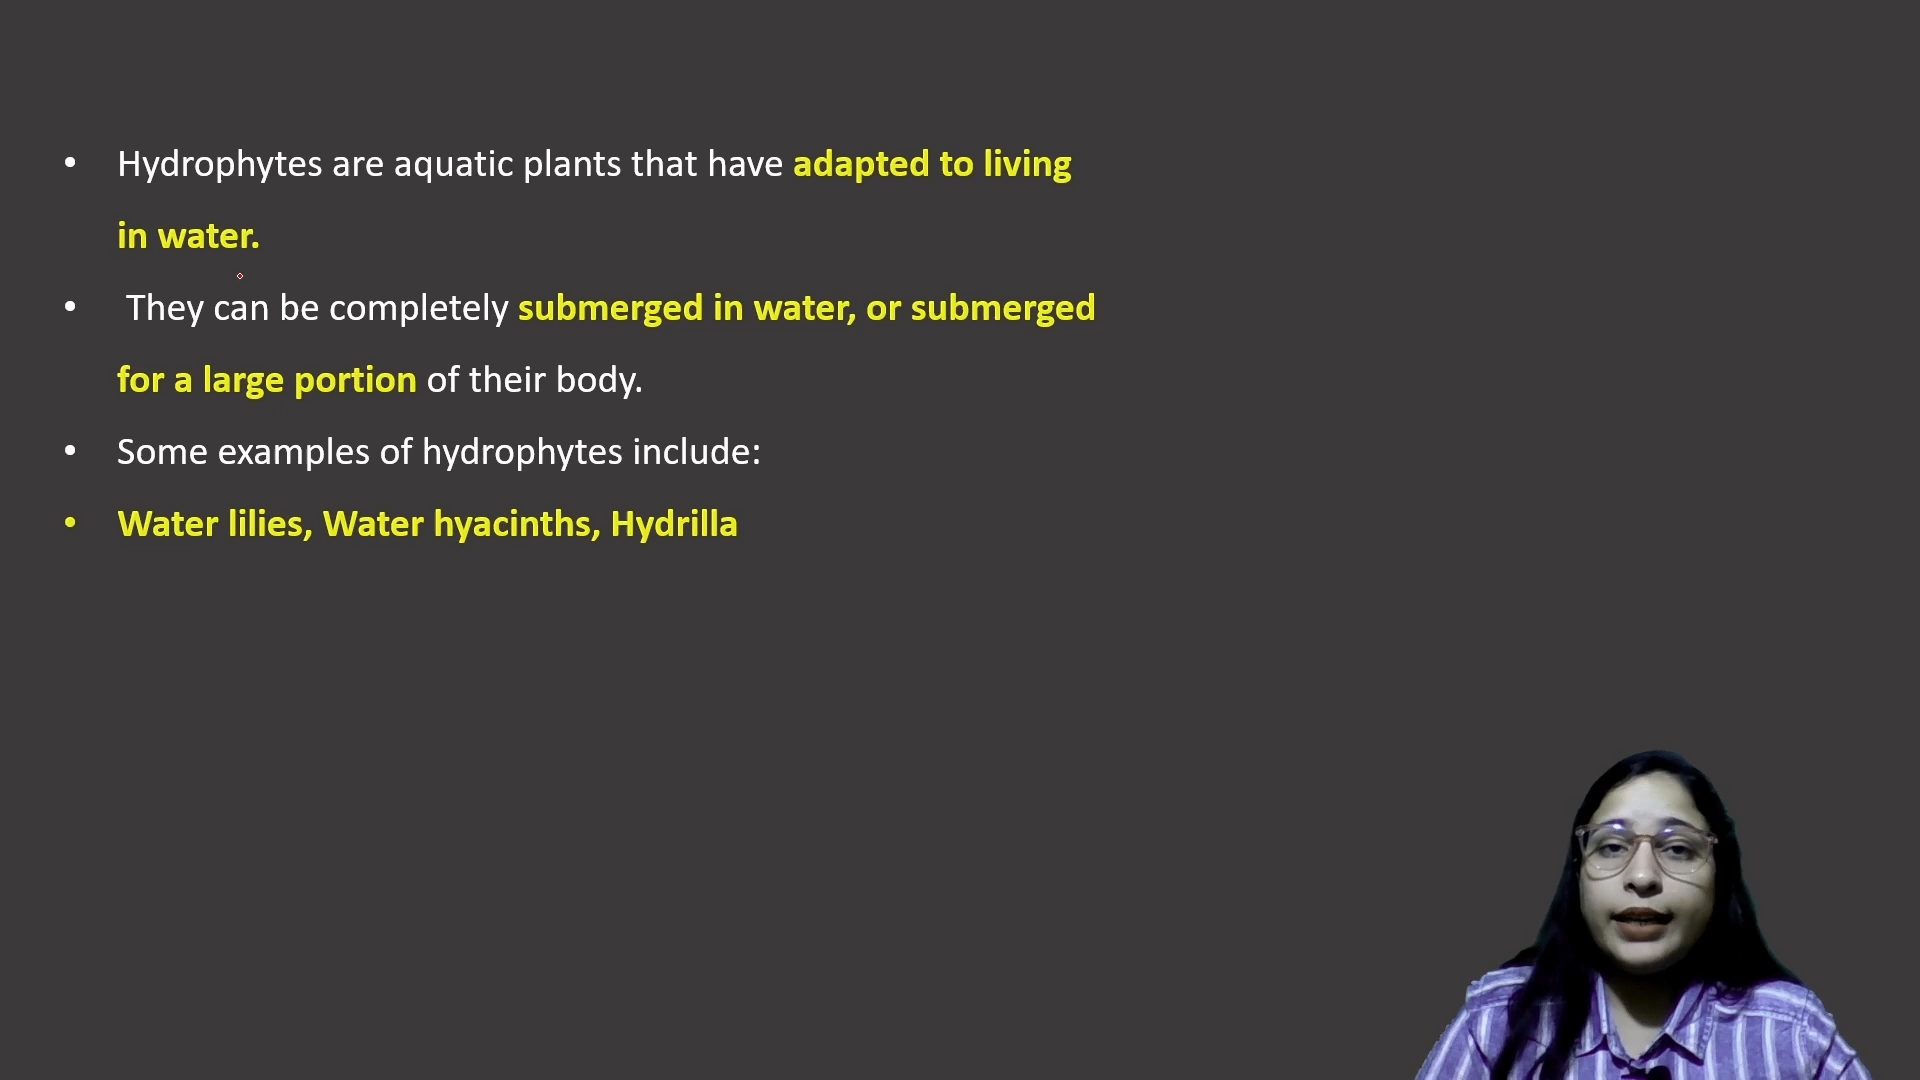 • Hydrophytes are aquatic plants that have adapted to living
in water.
• They can be completely submerged in water, or submerged
for a large portion of their body.
• Some examples of hydrophytes include:
• Water lilies, Water hyacinths, Hydrilla